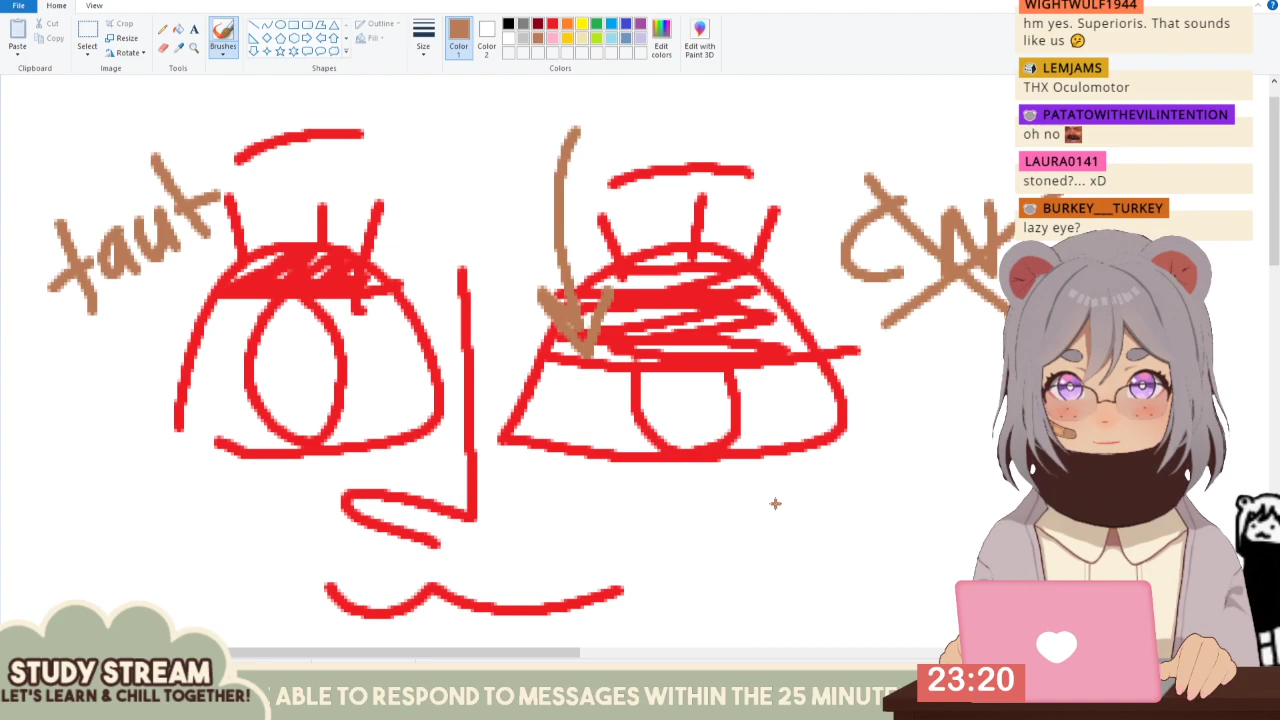 File
Home
View
Paste
Cut
Copy
Clipboard
Select
Crop
Resize
Rotate
Image
Tools
Brushes
Shapes
Outline
Fill
Size
Color 1
Color 2
Colors
Edit colors
Edit with Paint 3D
WIGHTWULF1944
hm yes. Superioris. That sounds
like us
LEMJAMS
THX Oculomotor
PATATOWITHEVILINTENTION
oh no
LAURA0141
stoned?... xD
BURKEY___TURKEY
lazy eye?
taut
STUDY STREAM
LET'S LEARN & CHILL TOGETHER!
ABLE TO RESPOND TO MESSAGES WITHIN THE 25 MINUTE
23:20